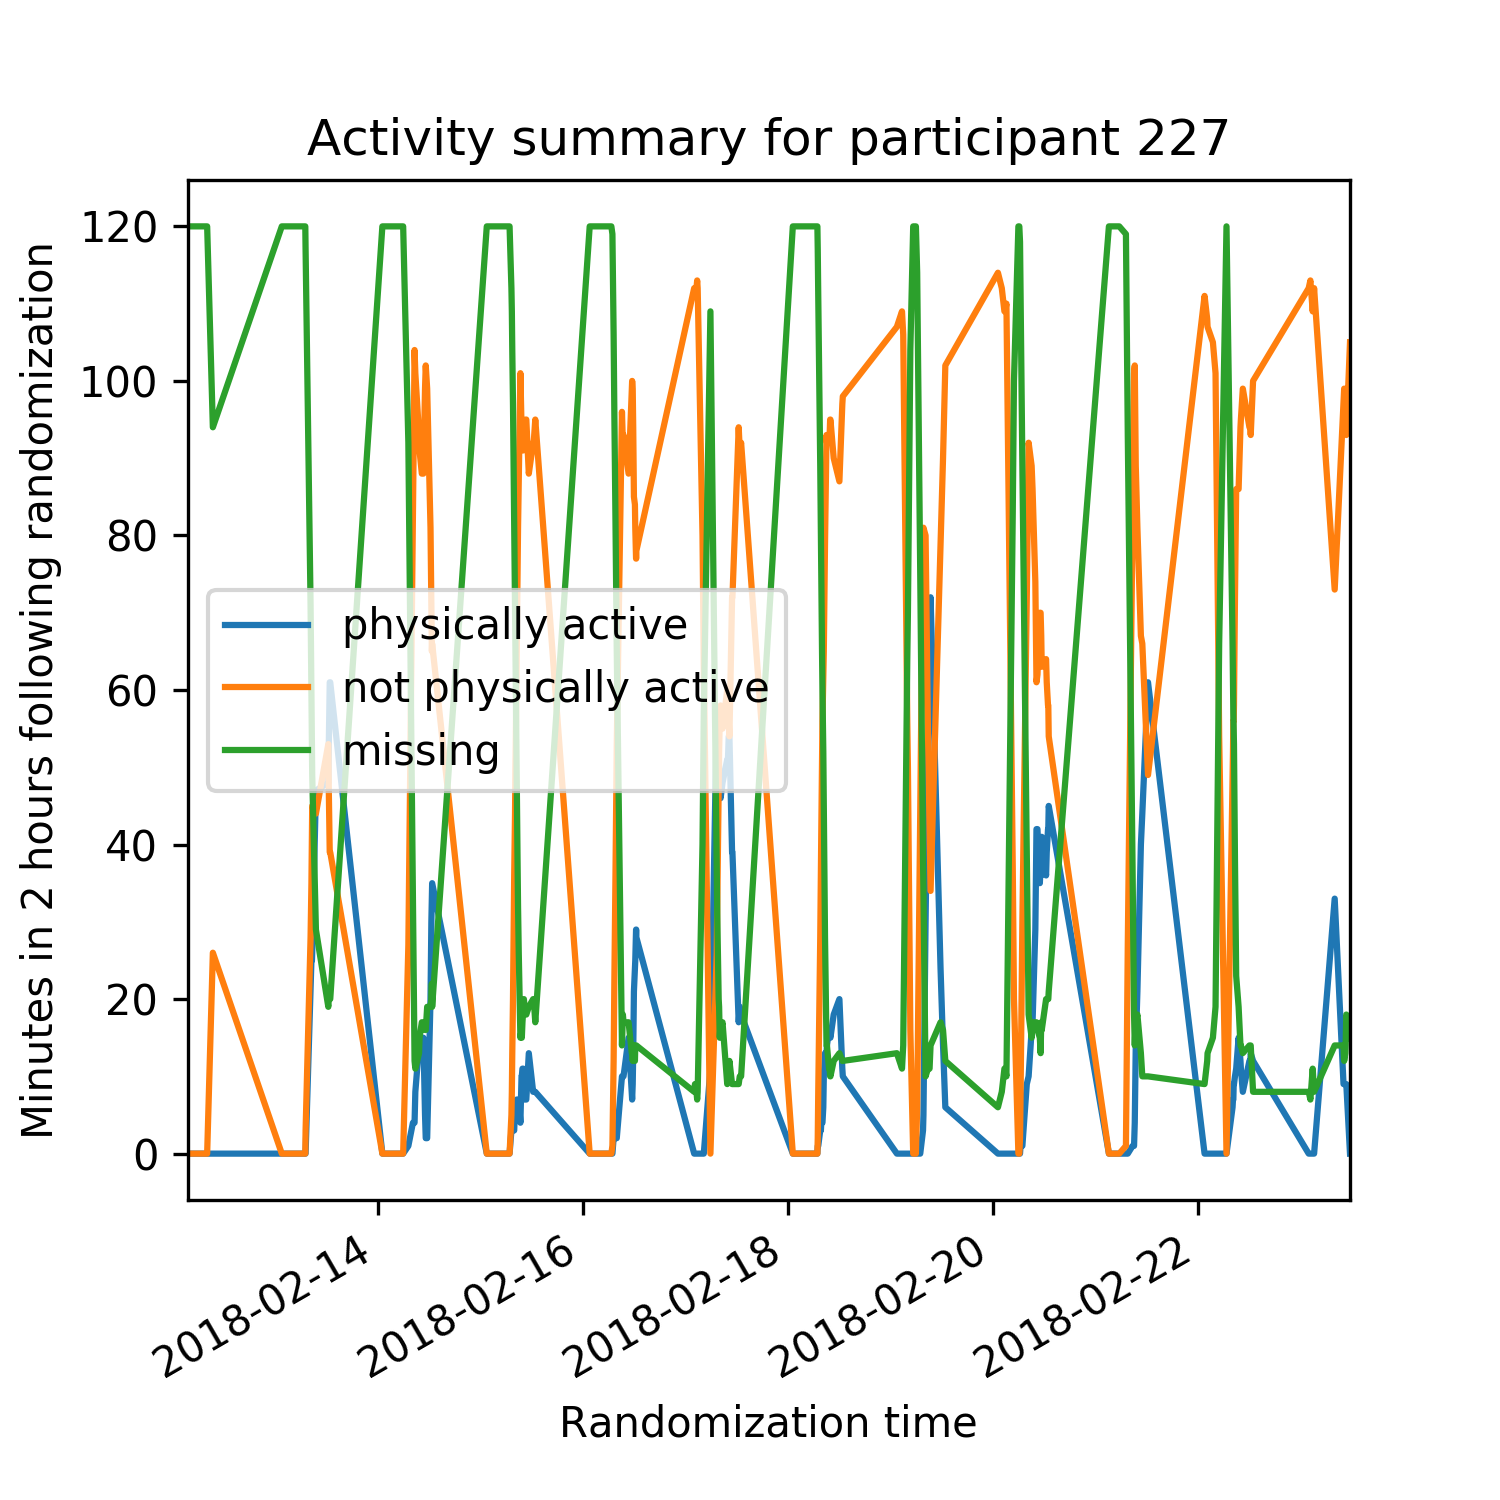 Activity summary for participant 227
Minutes in 2 hours following randomization
120
100
80
60
40
20
0
physically active
not physically active
missing
2018-02-14
2018-02-16
2018-02-18
2018-02-20
2018-02-22
Randomization time